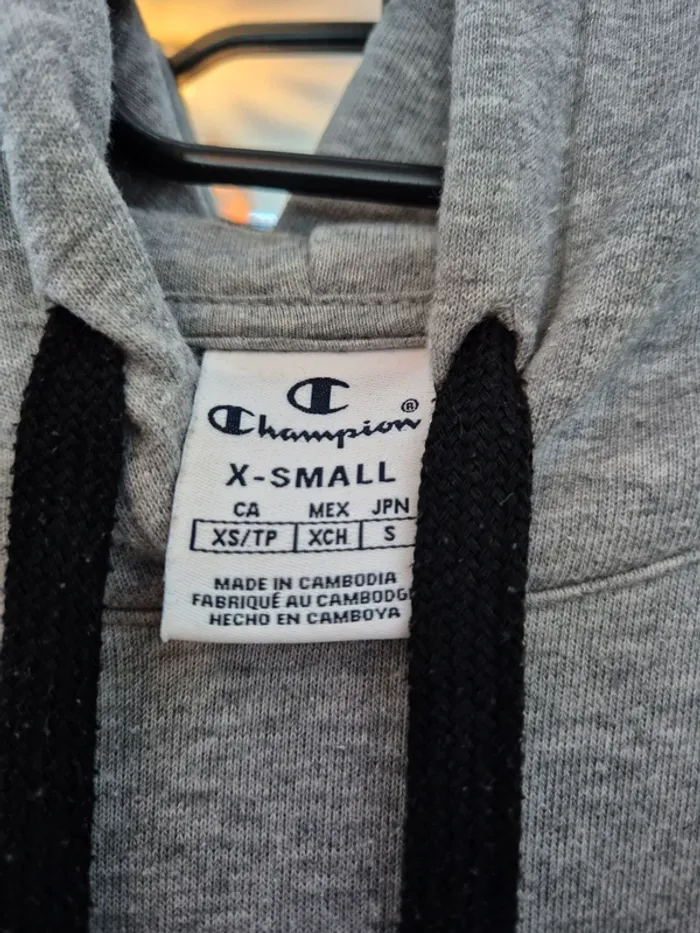 Champion®
X-SMALL
CA MEX JPN
XS/TP XCH S
MADE IN CAMBODIA
FABRIQUÉ AU CAMBODG
HECHO EN CAMBOYA